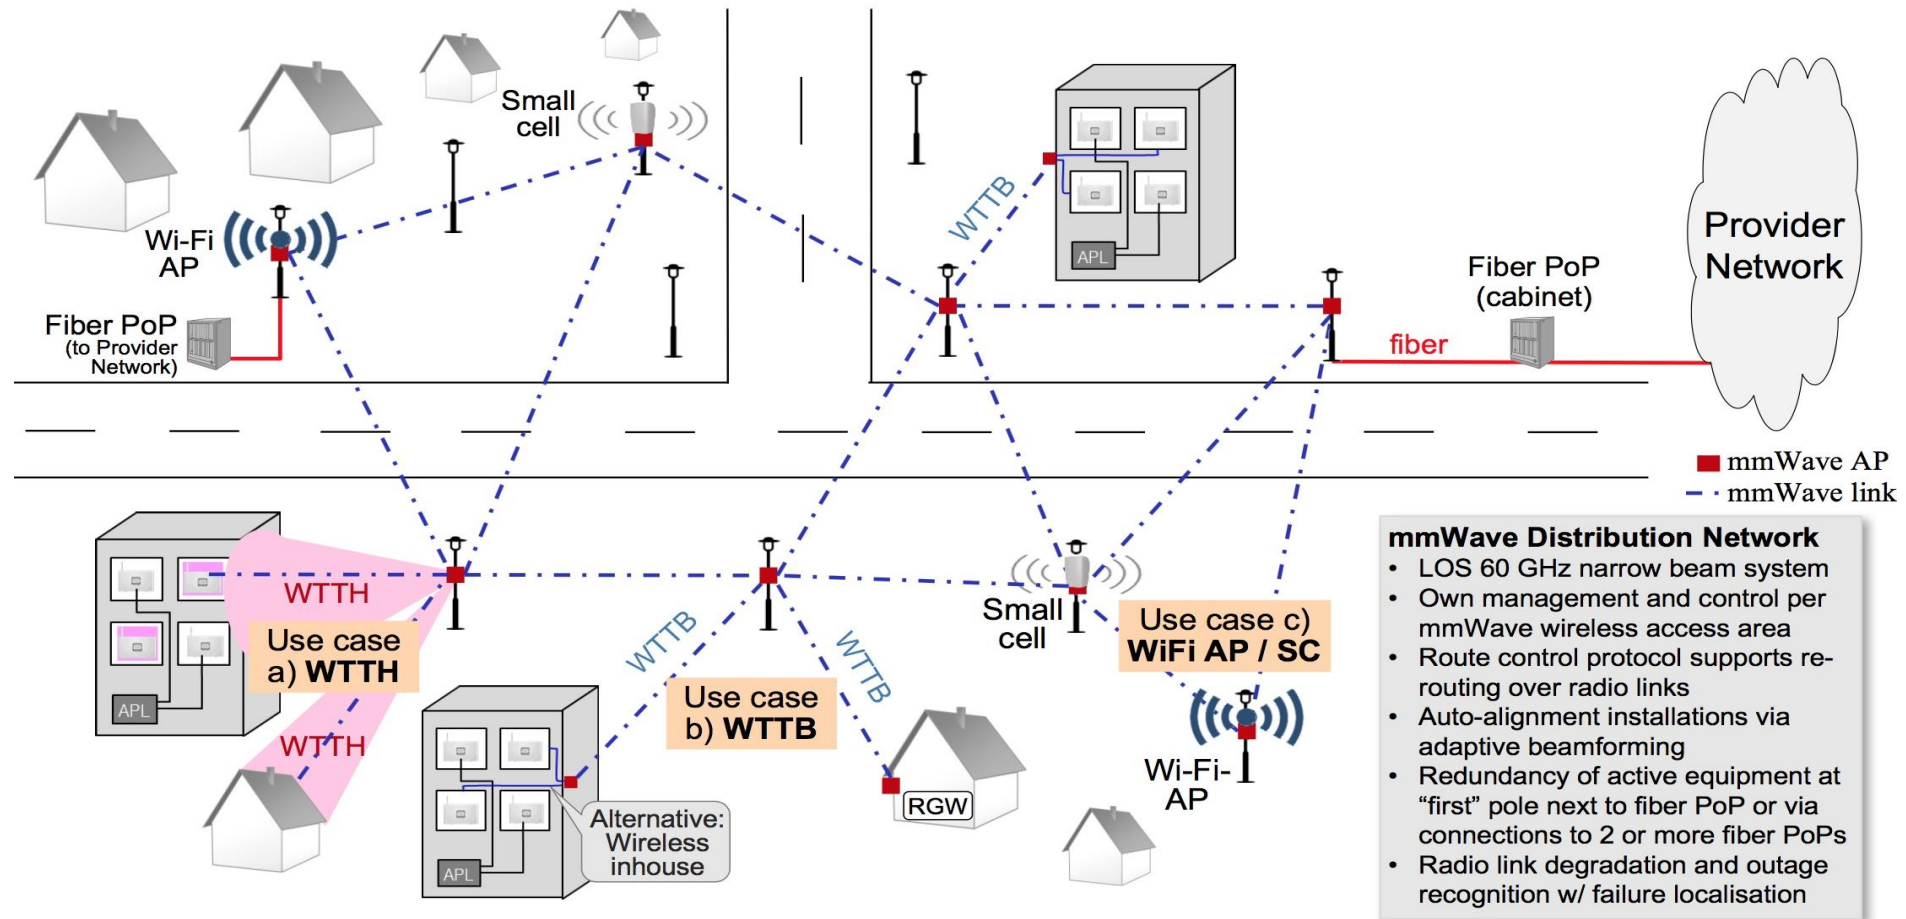 Small
cell
Wi-Fi
AP
Fiber PoP
(to Provider
Network)
WTTB
APL
Fiber PoP
(cabinet)
fiber
Provider
Network
mmWave AP
mmWave link
WTTH
Use case
a) WTTH
APL
WTTH
WTTB
Use case
b) WTTB
WTTB
APL
Alternative:
Wireless
inhouse
RGW
Small
cell
Use case c)
WiFi AP / SC
Wi-Fi-
AP
mmWave Distribution Network
• LOS 60 GHz narrow beam system
• Own management and control per
mmWave wireless access area
• Route control protocol supports re-
routing over radio links
• Auto-alignment installations via
adaptive beamforming
• Redundancy of active equipment at
“first” pole next to fiber PoP or via
connections to 2 or more fiber PoPs
• Radio link degradation and outage
recognition w/ failure localisation